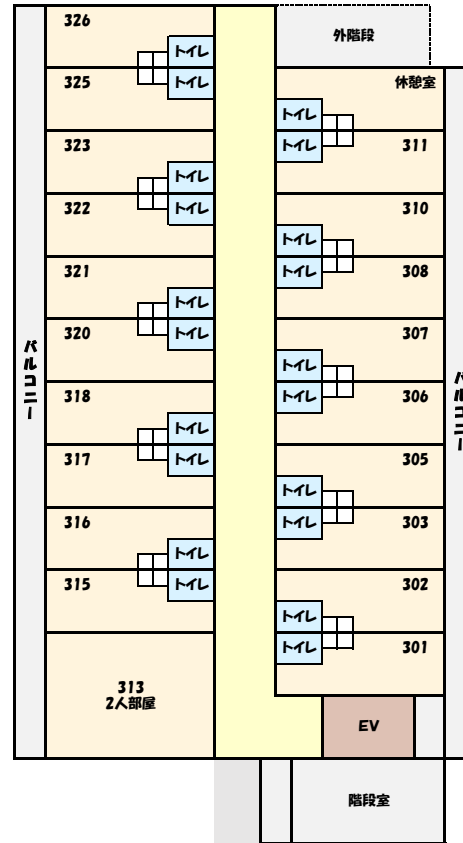 326
トイレ
325
トイレ
323
トイレ
322
トイレ
321
トイレ
320
トイレ
318
トイレ
317
トイレ
316
トイレ
315
トイレ
313
2人部屋
バルコニー
外階段
休憩室
トイレ
トイレ
311
310
トイレ
トイレ
308
307
トイレ
トイレ
306
305
トイレ
トイレ
303
302
トイレ
トイレ
301
バルコニー
EV
階段室